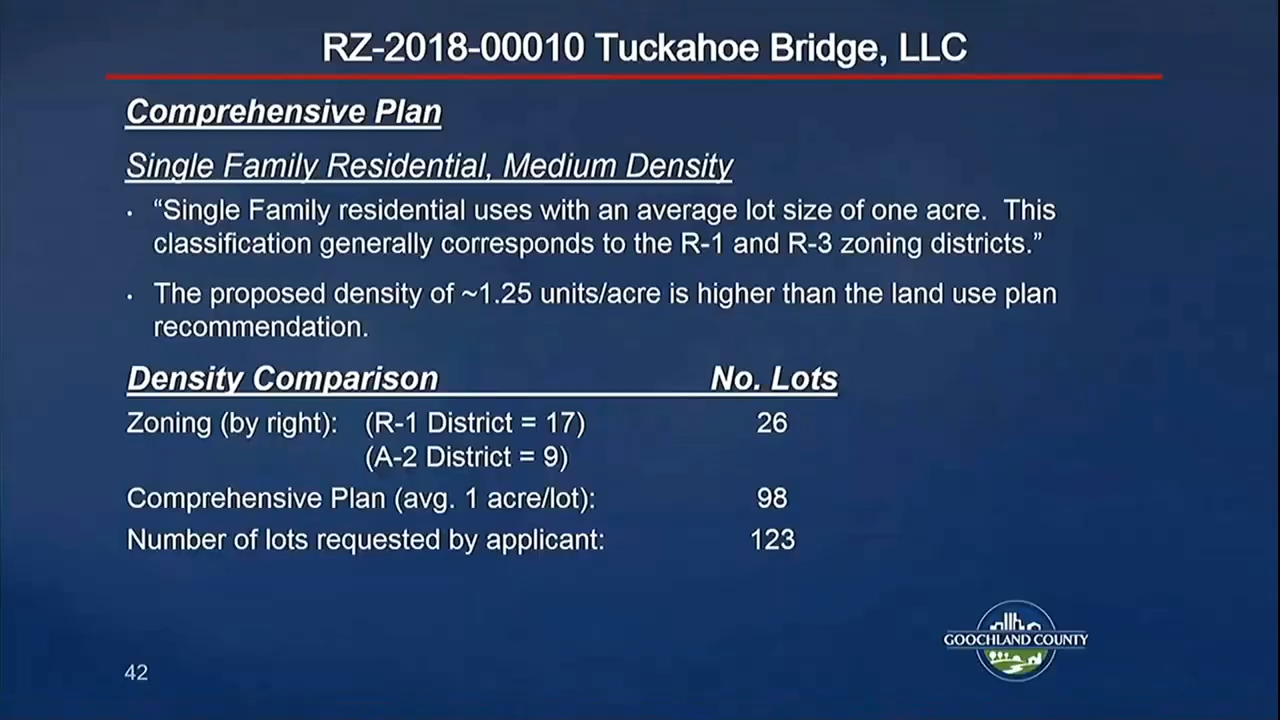 RZ-2018-00010 Tuckahoe Bridge, LLC
Comprehensive Plan
Single Family Residential, Medium Density
• “Single Family residential uses with an average lot size of one acre.  This
classification generally corresponds to the R-1 and R-3 zoning districts.”
• The proposed density of ~1.25 units/acre is higher than the land use plan
recommendation.
Density Comparison No. Lots
Zoning (by right): (R-1 District = 17) 26
(A-2 District = 9)
Comprehensive Plan (avg. 1 acre/lot): 98
Number of lots requested by applicant: 123
GOOCHLAND COUNTY
42